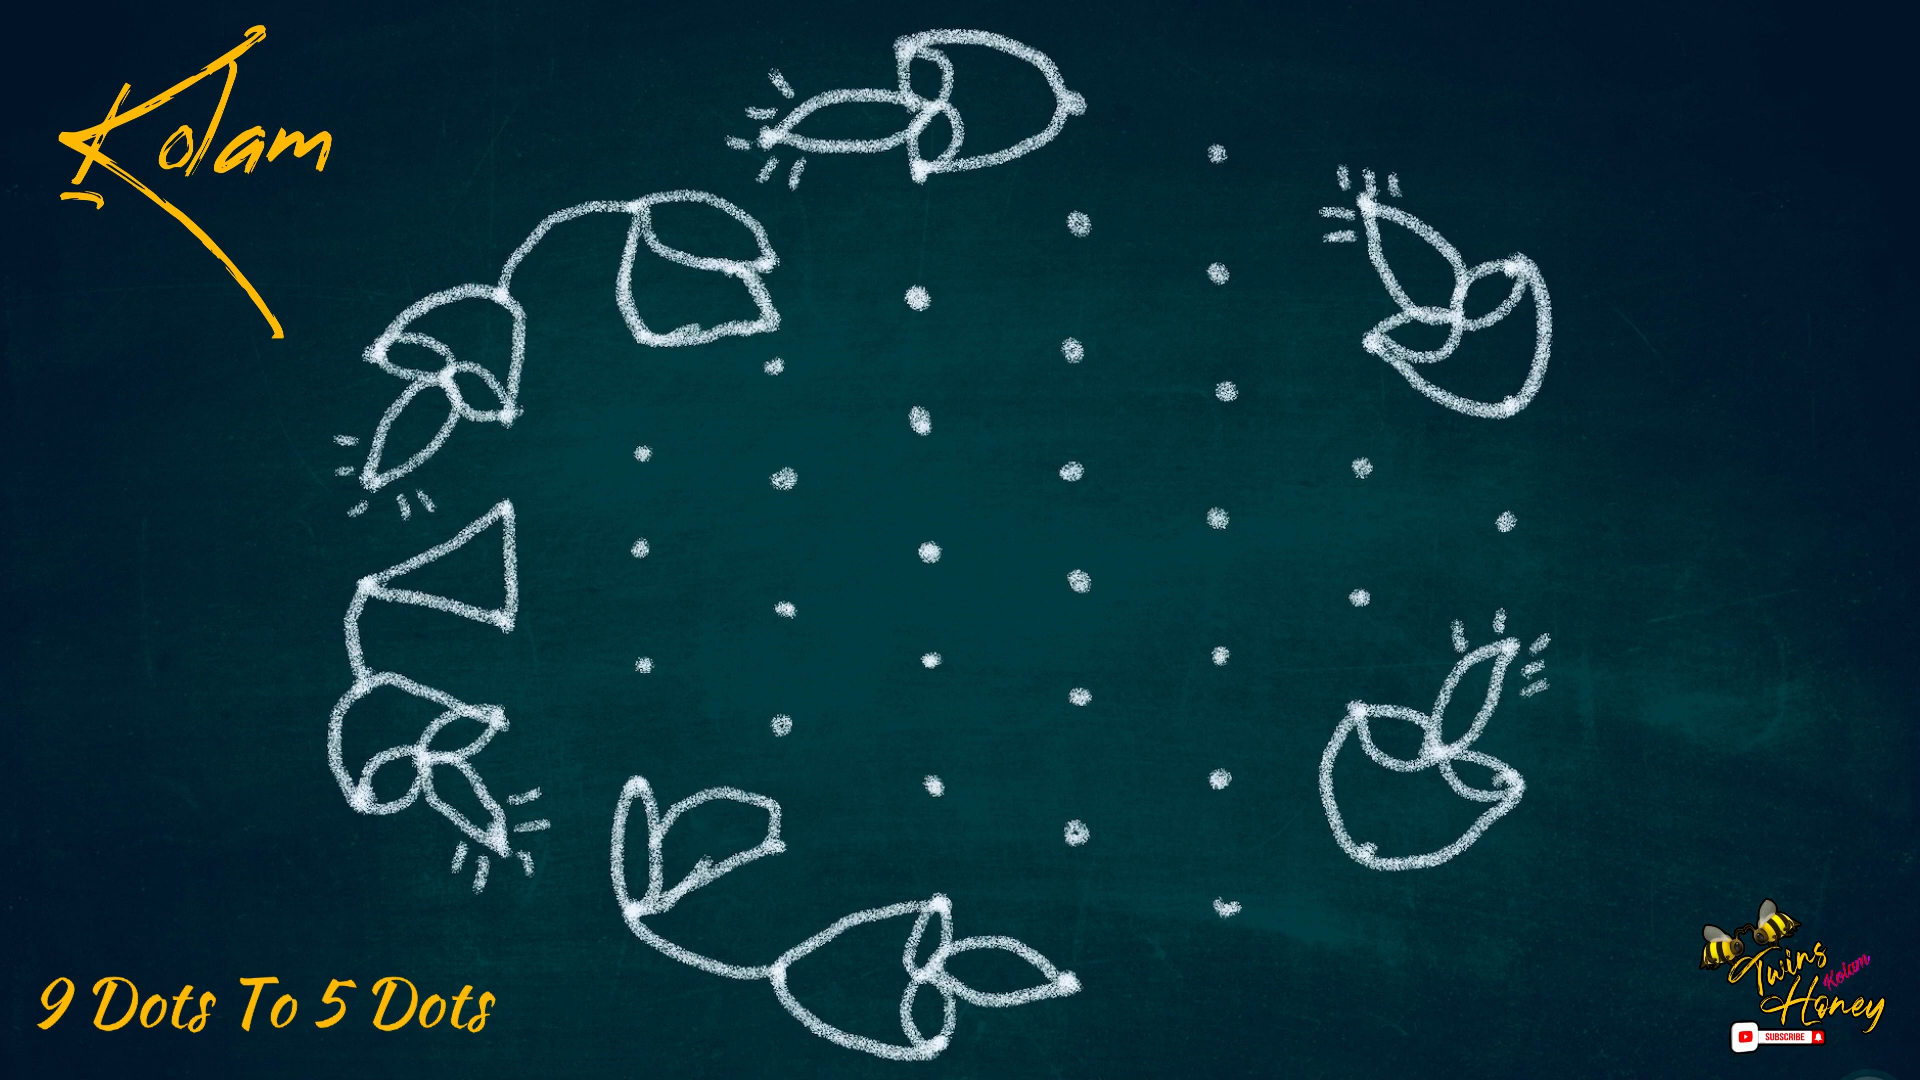 Kolam
9 Dots To 5 Dots
Twins
Kolam
Honey
SUBSCRIBE